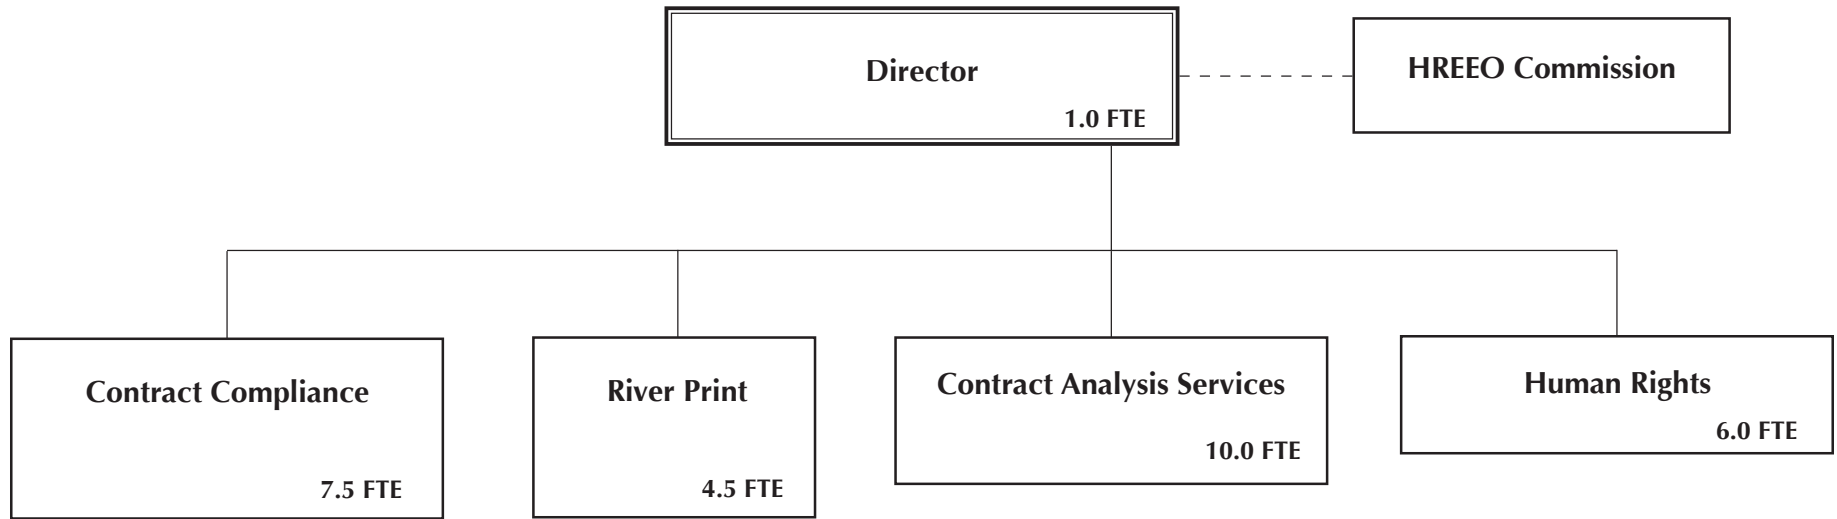 Director
1.0 FTE
HREEO Commission
Contract Compliance
7.5 FTE
River Print
4.5 FTE
Contract Analysis Services
10.0 FTE
Human Rights
6.0 FTE